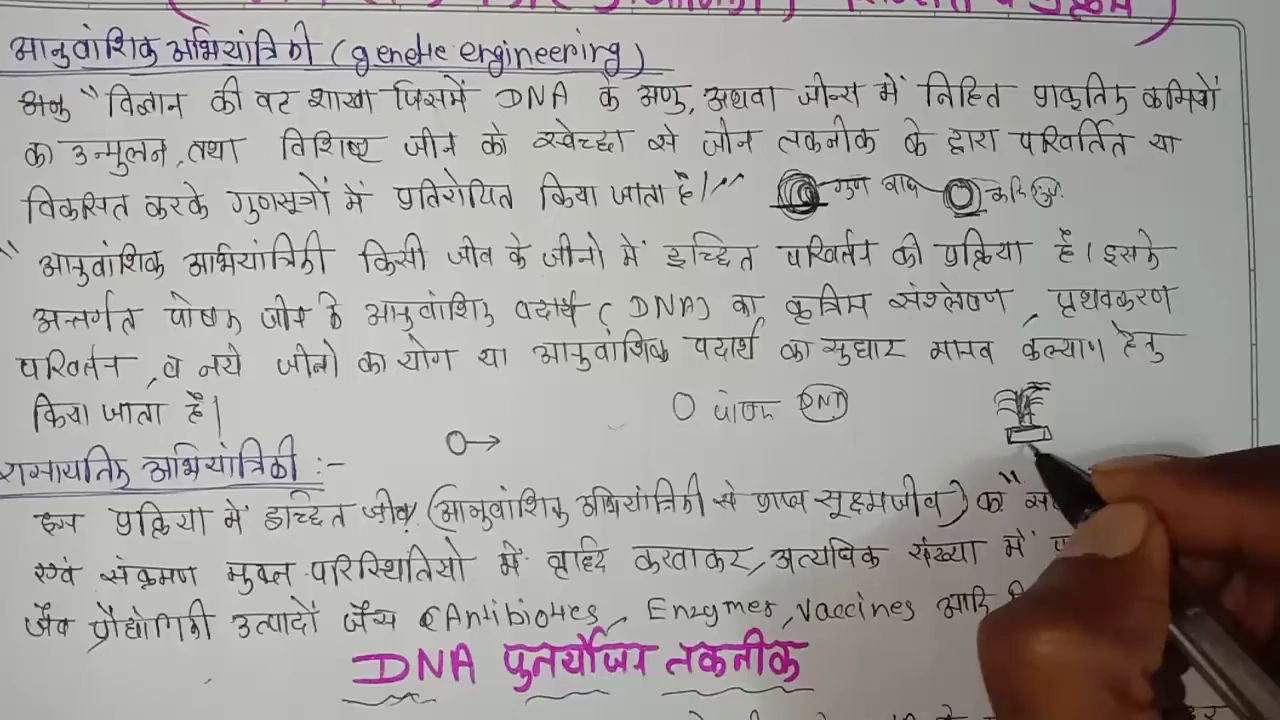 आनुवांशिक अभियांत्रिकी (genetic engineering)
"विज्ञान की वह शाखा जिसमें DNA के अणु, अथवा जीन्स में निहित प्राकृतिक कमियों
का उन्मुलन, तथा विशिष्ट जीन को स्वेच्छा से जीन तकनीक के द्वारा परिवर्तित या
विकसित करके गुणसूत्रों में प्रतिरोपित किया जाता है।"
"आनुवांशिक अभियांत्रिकी किसी जीव के जीनो में इच्छित परिवर्तन की प्रक्रिया है। इसके
अन्तर्गत पोषक जीन के आनुवांशिक पदार्थ (DNA) का कृत्रिम संश्लेषण, पृथक्करण
परिवर्तन, व नये जीनो का योग या आनुवांशिक पदार्थ का सुधार मानव कल्याण हेतु
किया जाता है।
पोषक DNA
रासायनिक अभियांत्रिकी :-
इस प्रक्रिया में इच्छित जीव (आनुवांशिक अभियांत्रिकी से प्राप्त सूक्ष्मजीव) का "
एवं संक्रमण मुक्त परिस्थितियो में वृद्धि करवाकर, अत्यधिक संख्या में
जैव प्रौद्योगिकी उत्पादों जैसे Antibiotics, Enzymes, vaccines आदि
DNA पुनर्योजन तकनीक